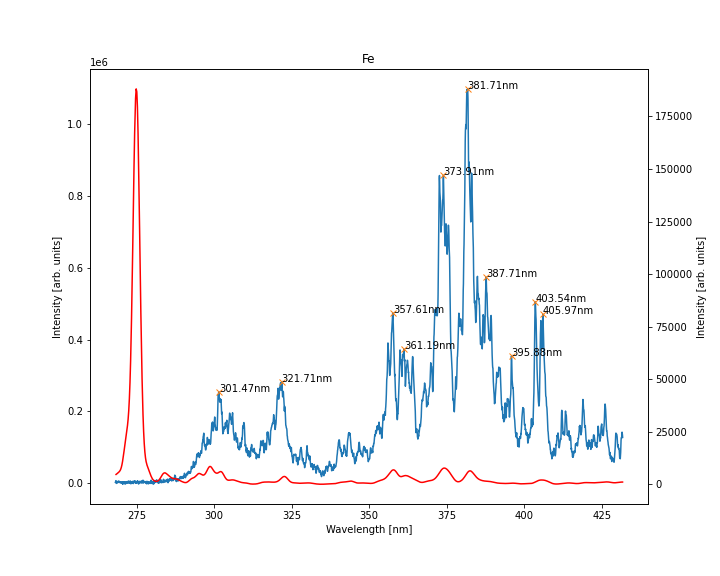 Fe
1e6
381.71nm
373.91nm
387.71nm
403.54nm
357.61nm
405.97nm
361.19nm
395.88nm
321.71nm
301.47nm
Intensity [arb. units]
1.0
0.8
0.6
0.4
0.2
0.0
175000
150000
125000
100000
75000
50000
25000
0
Intensity [arb. units]
275 300 325 350 375 400 425
Wavelength [nm]